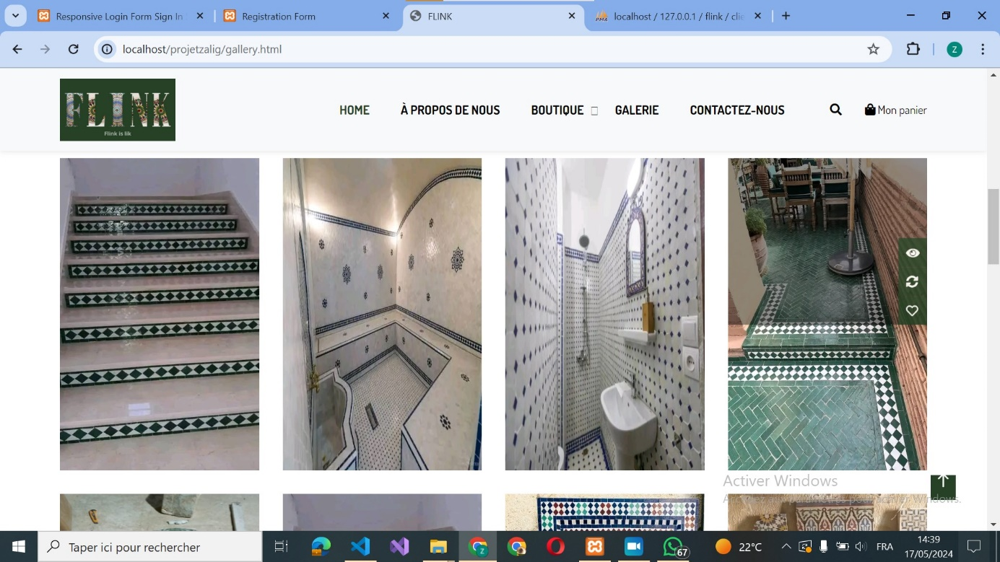 Responsive Login Form Sign In
Registration Form
FLINK
localhost / 127.0.0.1 / flink / clie
localhost/projetzalig/gallery.html
Z
FLINK
Flink is lik
HOME
À PROPOS DE NOUS
BOUTIQUE
GALERIE
CONTACTEZ-NOUS
Mon panier
Activer Windows
Windows.
Taper ici pour rechercher
67
22°C
FRA
14:39
17/05/2024